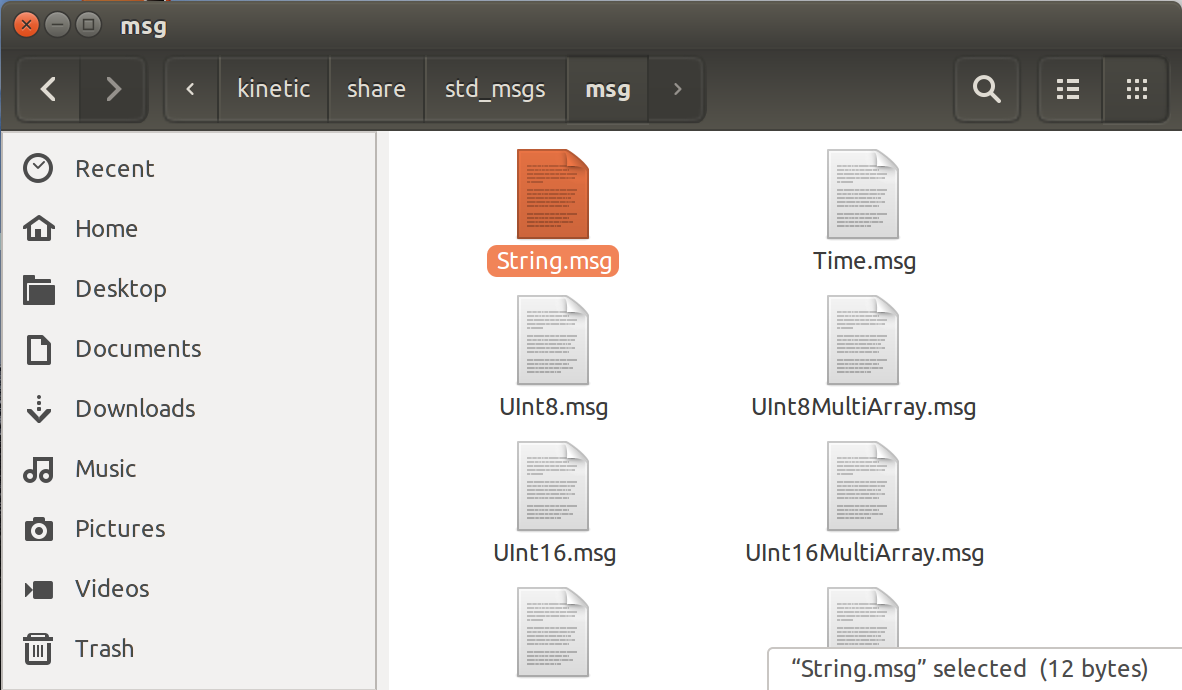 msg
kinetic share std_msgs msg
Recent
Home
Desktop
Documents
Downloads
Music
Pictures
Videos
Trash
String.msg Time.msg
UInt8.msg UInt8MultiArray.msg
UInt16.msg UInt16MultiArray.msg
“String.msg” selected (12 bytes)